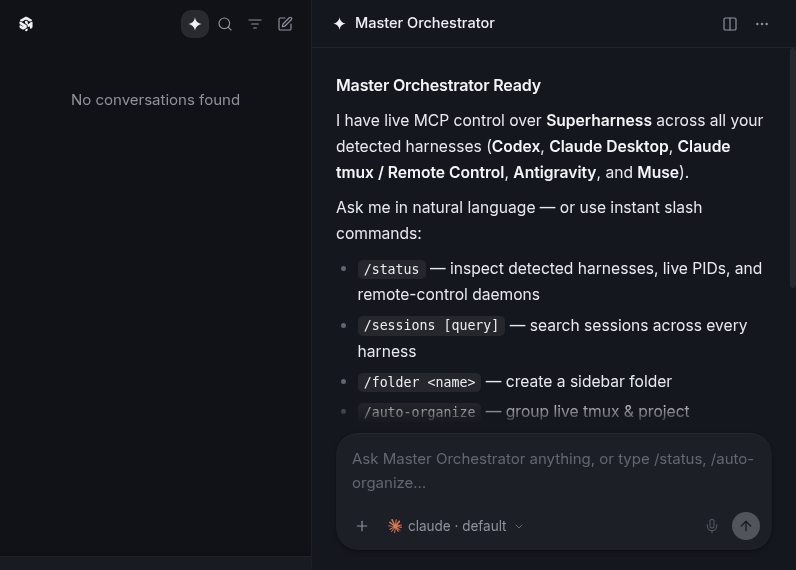 Master Orchestrator
No conversations found
Master Orchestrator Ready
I have live MCP control over Superharness across all your
detected harnesses (Codex, Claude Desktop, Claude
tmux / Remote Control, Antigravity, and Muse).
Ask me in natural language — or use instant slash
commands:
• /status — inspect detected harnesses, live PIDs, and
remote-control daemons
• /sessions [query] — search sessions across every
harness
• /folder <name> — create a sidebar folder
• /auto-organize — group live tmux & project
Ask Master Orchestrator anything, or type /status, /auto-
organize...
claude · default